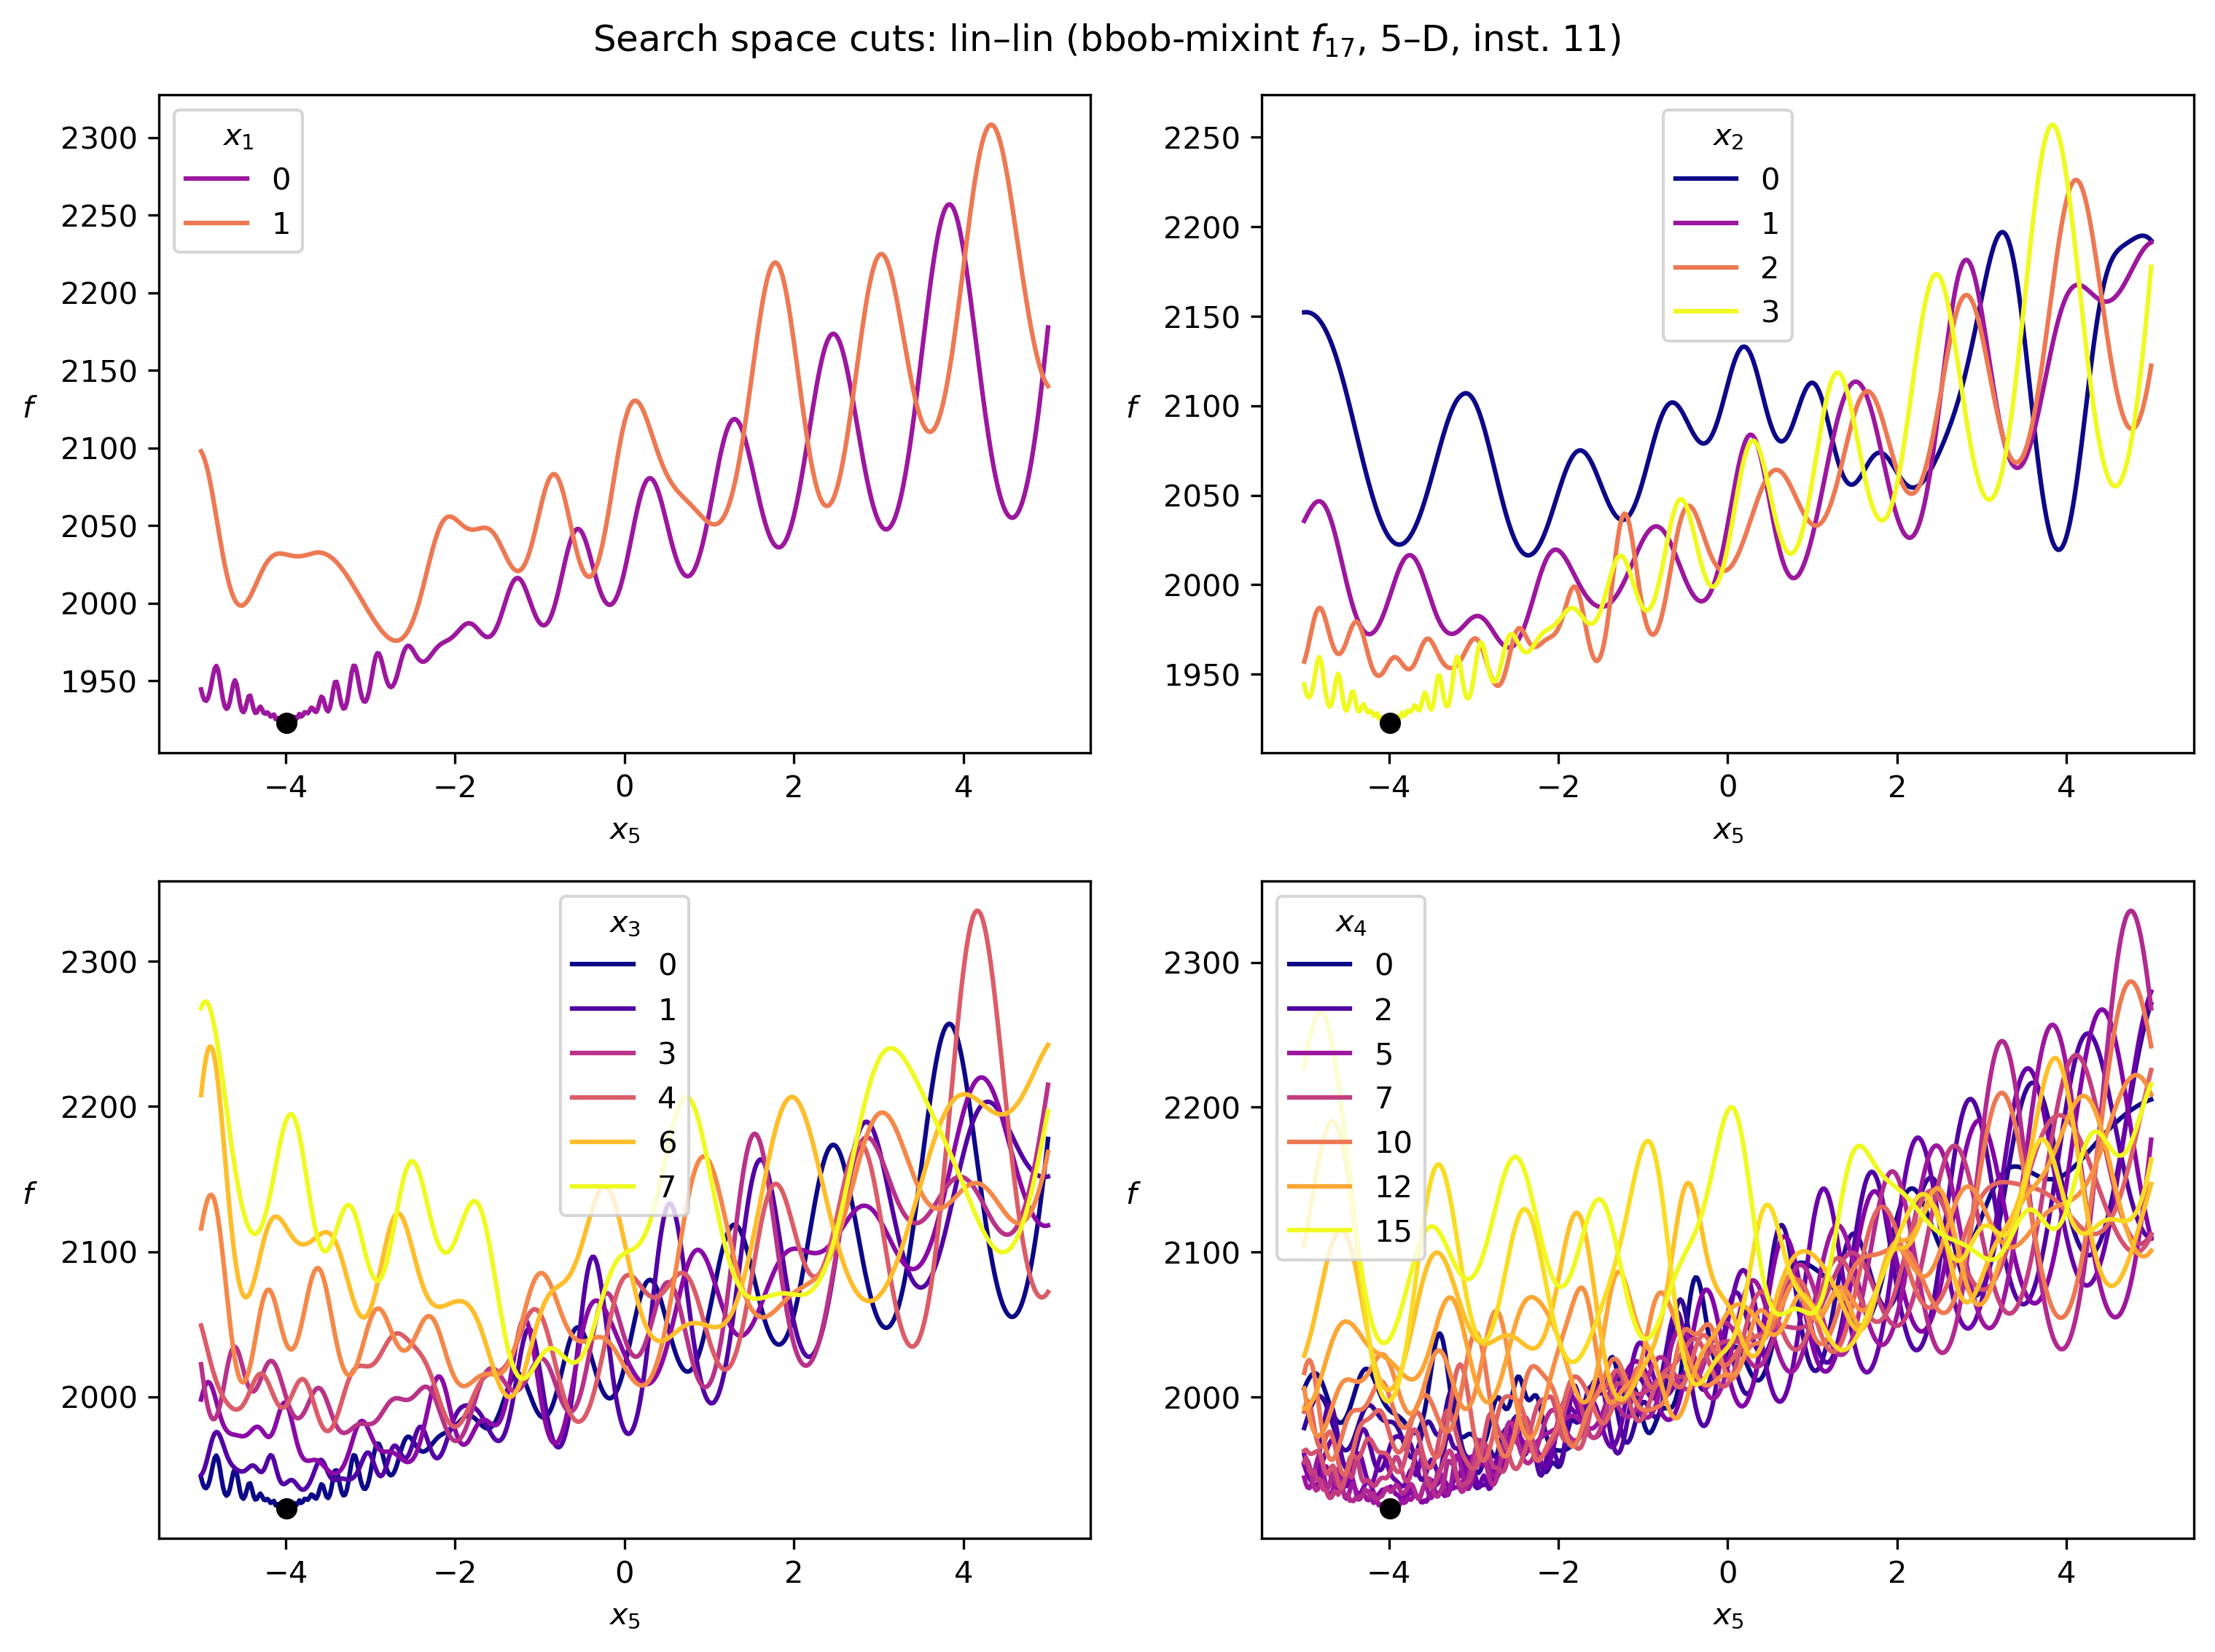 Search space cuts: lin–lin (bbob-mixint f₁₇, 5–D, inst. 11)
x₁
0
1
2300
2250
2200
2150
2100
2050
2000
1950
f
−4 −2 0 2 4
x₅
x₂
0
1
2
3
2250
2200
2150
2100
2050
2000
1950
f
−4 −2 0 2 4
x₅
x₃
0
1
3
4
6
7
2300
2200
2100
2000
f
−4 −2 0 2 4
x₅
x₄
0
2
5
7
10
12
15
2300
2200
2100
2000
f
−4 −2 0 2 4
x₅